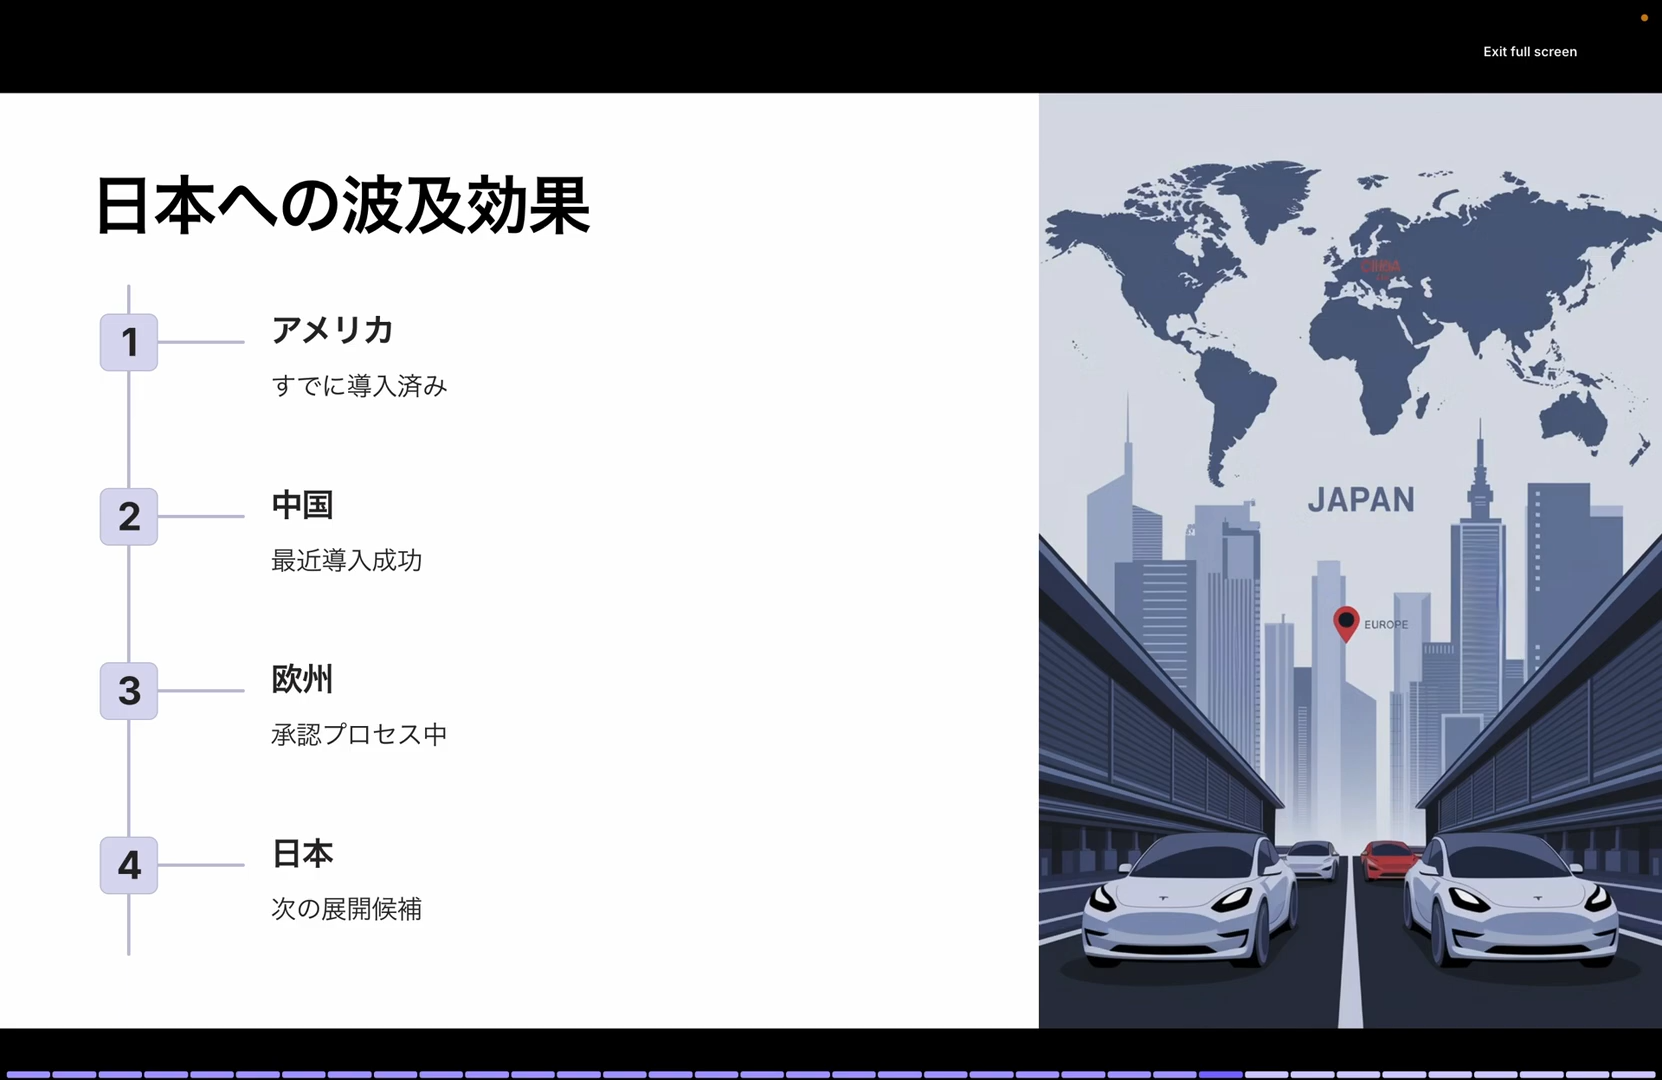 Exit full screen
日本への波及効果
1
アメリカ
すでに導入済み
2
中国
最近導入成功
3
欧州
承認プロセス中
4
日本
次の展開候補
JAPAN
EUROPE